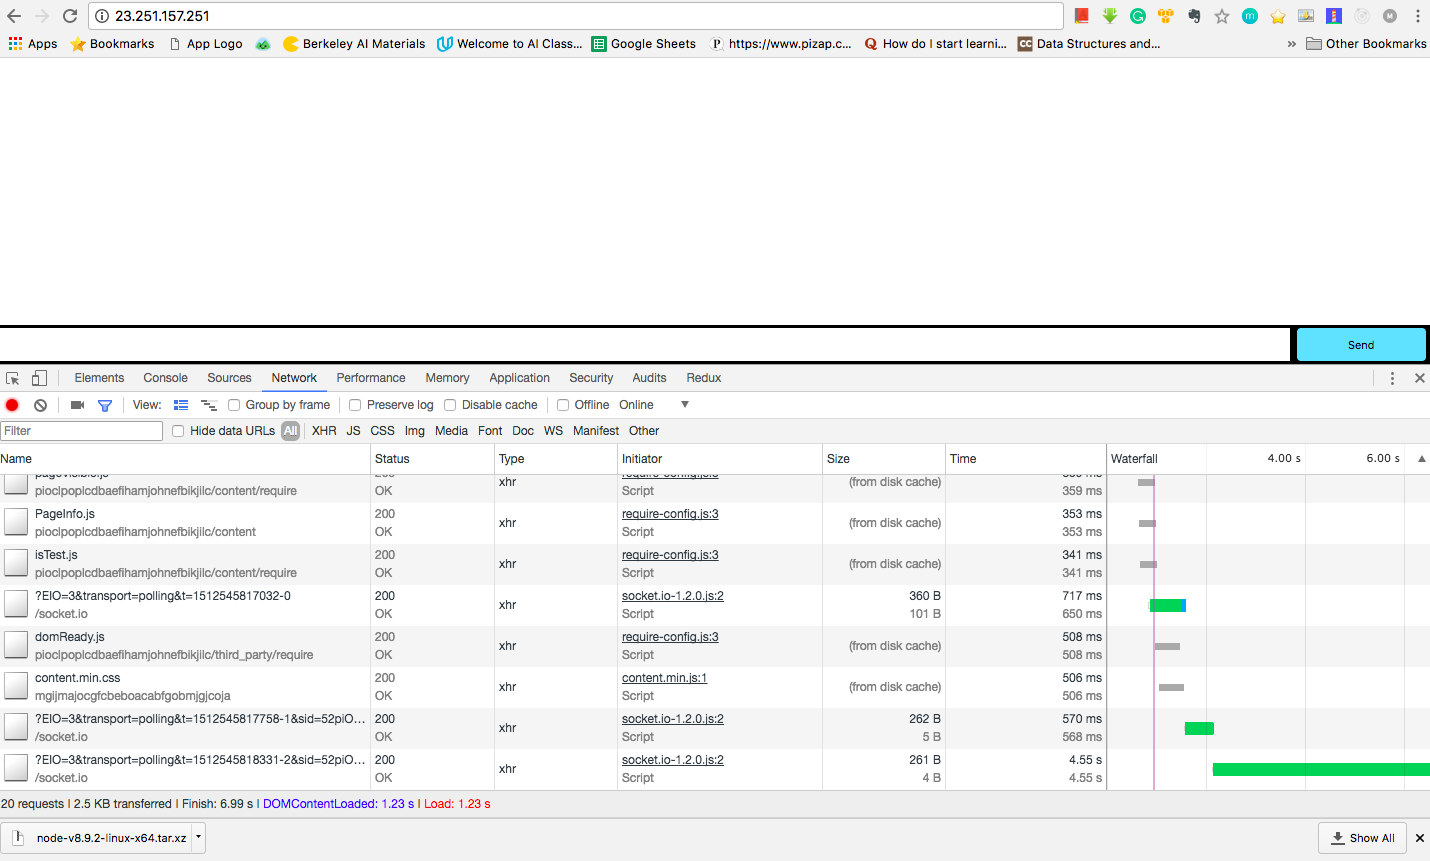 23.251.157.251
Apps Bookmarks App Logo Berkeley AI Materials Welcome to AI Class... Google Sheets https://www.pizap.c... How do I start learni... Data Structures and... » Other Bookmarks
Send
Elements Console Sources Network Performance Memory Application Security Audits Redux
View: Group by frame Preserve log Disable cache Offline Online
Filter Hide data URLs All XHR JS CSS Img Media Font Doc WS Manifest Other
Name Status Type Initiator Size Time Waterfall 4.00 s 6.00 s
pioclpoplcdbaefihamjohnefbikjilc/content/require OK xhr Script (from disk cache) 359 ms
PageInfo.js 200 require-config.js:3 353 ms
pioclpoplcdbaefihamjohnefbikjilc/content OK xhr Script (from disk cache) 353 ms
isTest.js 200 require-config.js:3 341 ms
pioclpoplcdbaefihamjohnefbikjilc/content/require OK xhr Script (from disk cache) 341 ms
?EIO=3&transport=polling&t=1512545817032-0 200 socket.io-1.2.0.js:2 360 B 717 ms
/socket.io OK xhr Script 101 B 650 ms
domReady.js 200 require-config.js:3 508 ms
pioclpoplcdbaefihamjohnefbikjilc/third_party/require OK xhr Script (from disk cache) 508 ms
content.min.css 200 content.min.js:1 506 ms
mgijmajocgfcbeboacabfgobmjgjcoja OK xhr Script (from disk cache) 506 ms
?EIO=3&transport=polling&t=1512545817758-1&sid=52piO... 200 socket.io-1.2.0.js:2 262 B 570 ms
/socket.io OK xhr Script 5 B 568 ms
?EIO=3&transport=polling&t=1512545818331-2&sid=52piO... 200 socket.io-1.2.0.js:2 261 B 4.55 s
/socket.io OK xhr Script 4 B 4.55 s
20 requests | 2.5 KB transferred | Finish: 6.99 s | DOMContentLoaded: 1.23 s | Load: 1.23 s
node-v8.9.2-linux-x64.tar.xz Show All